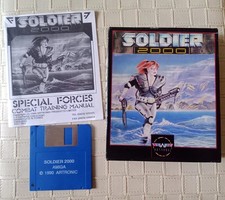 SOLDIER
2000
SPECIAL FORCES
COMBAT TRAINING MANUAL
SOLDIER
2000
SOLDIER 2000
AMIGA
© 1990 ARTRONIC